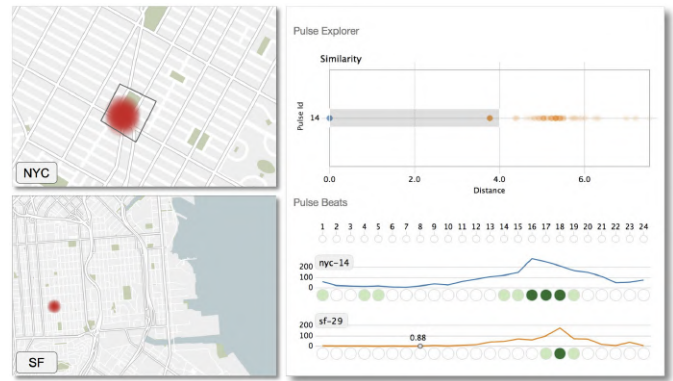 NYC
SF
Pulse Explorer
Similarity
Pulse Id
14
0.0 2.0 4.0 6.0
Distance
Pulse Beats
1 2 3 4 5 6 7 8 9 10 11 12 13 14 15 16 17 18 19 20 21 22 23 24
nyc-14
200
100
0
sf-29
200
100
0
0.88